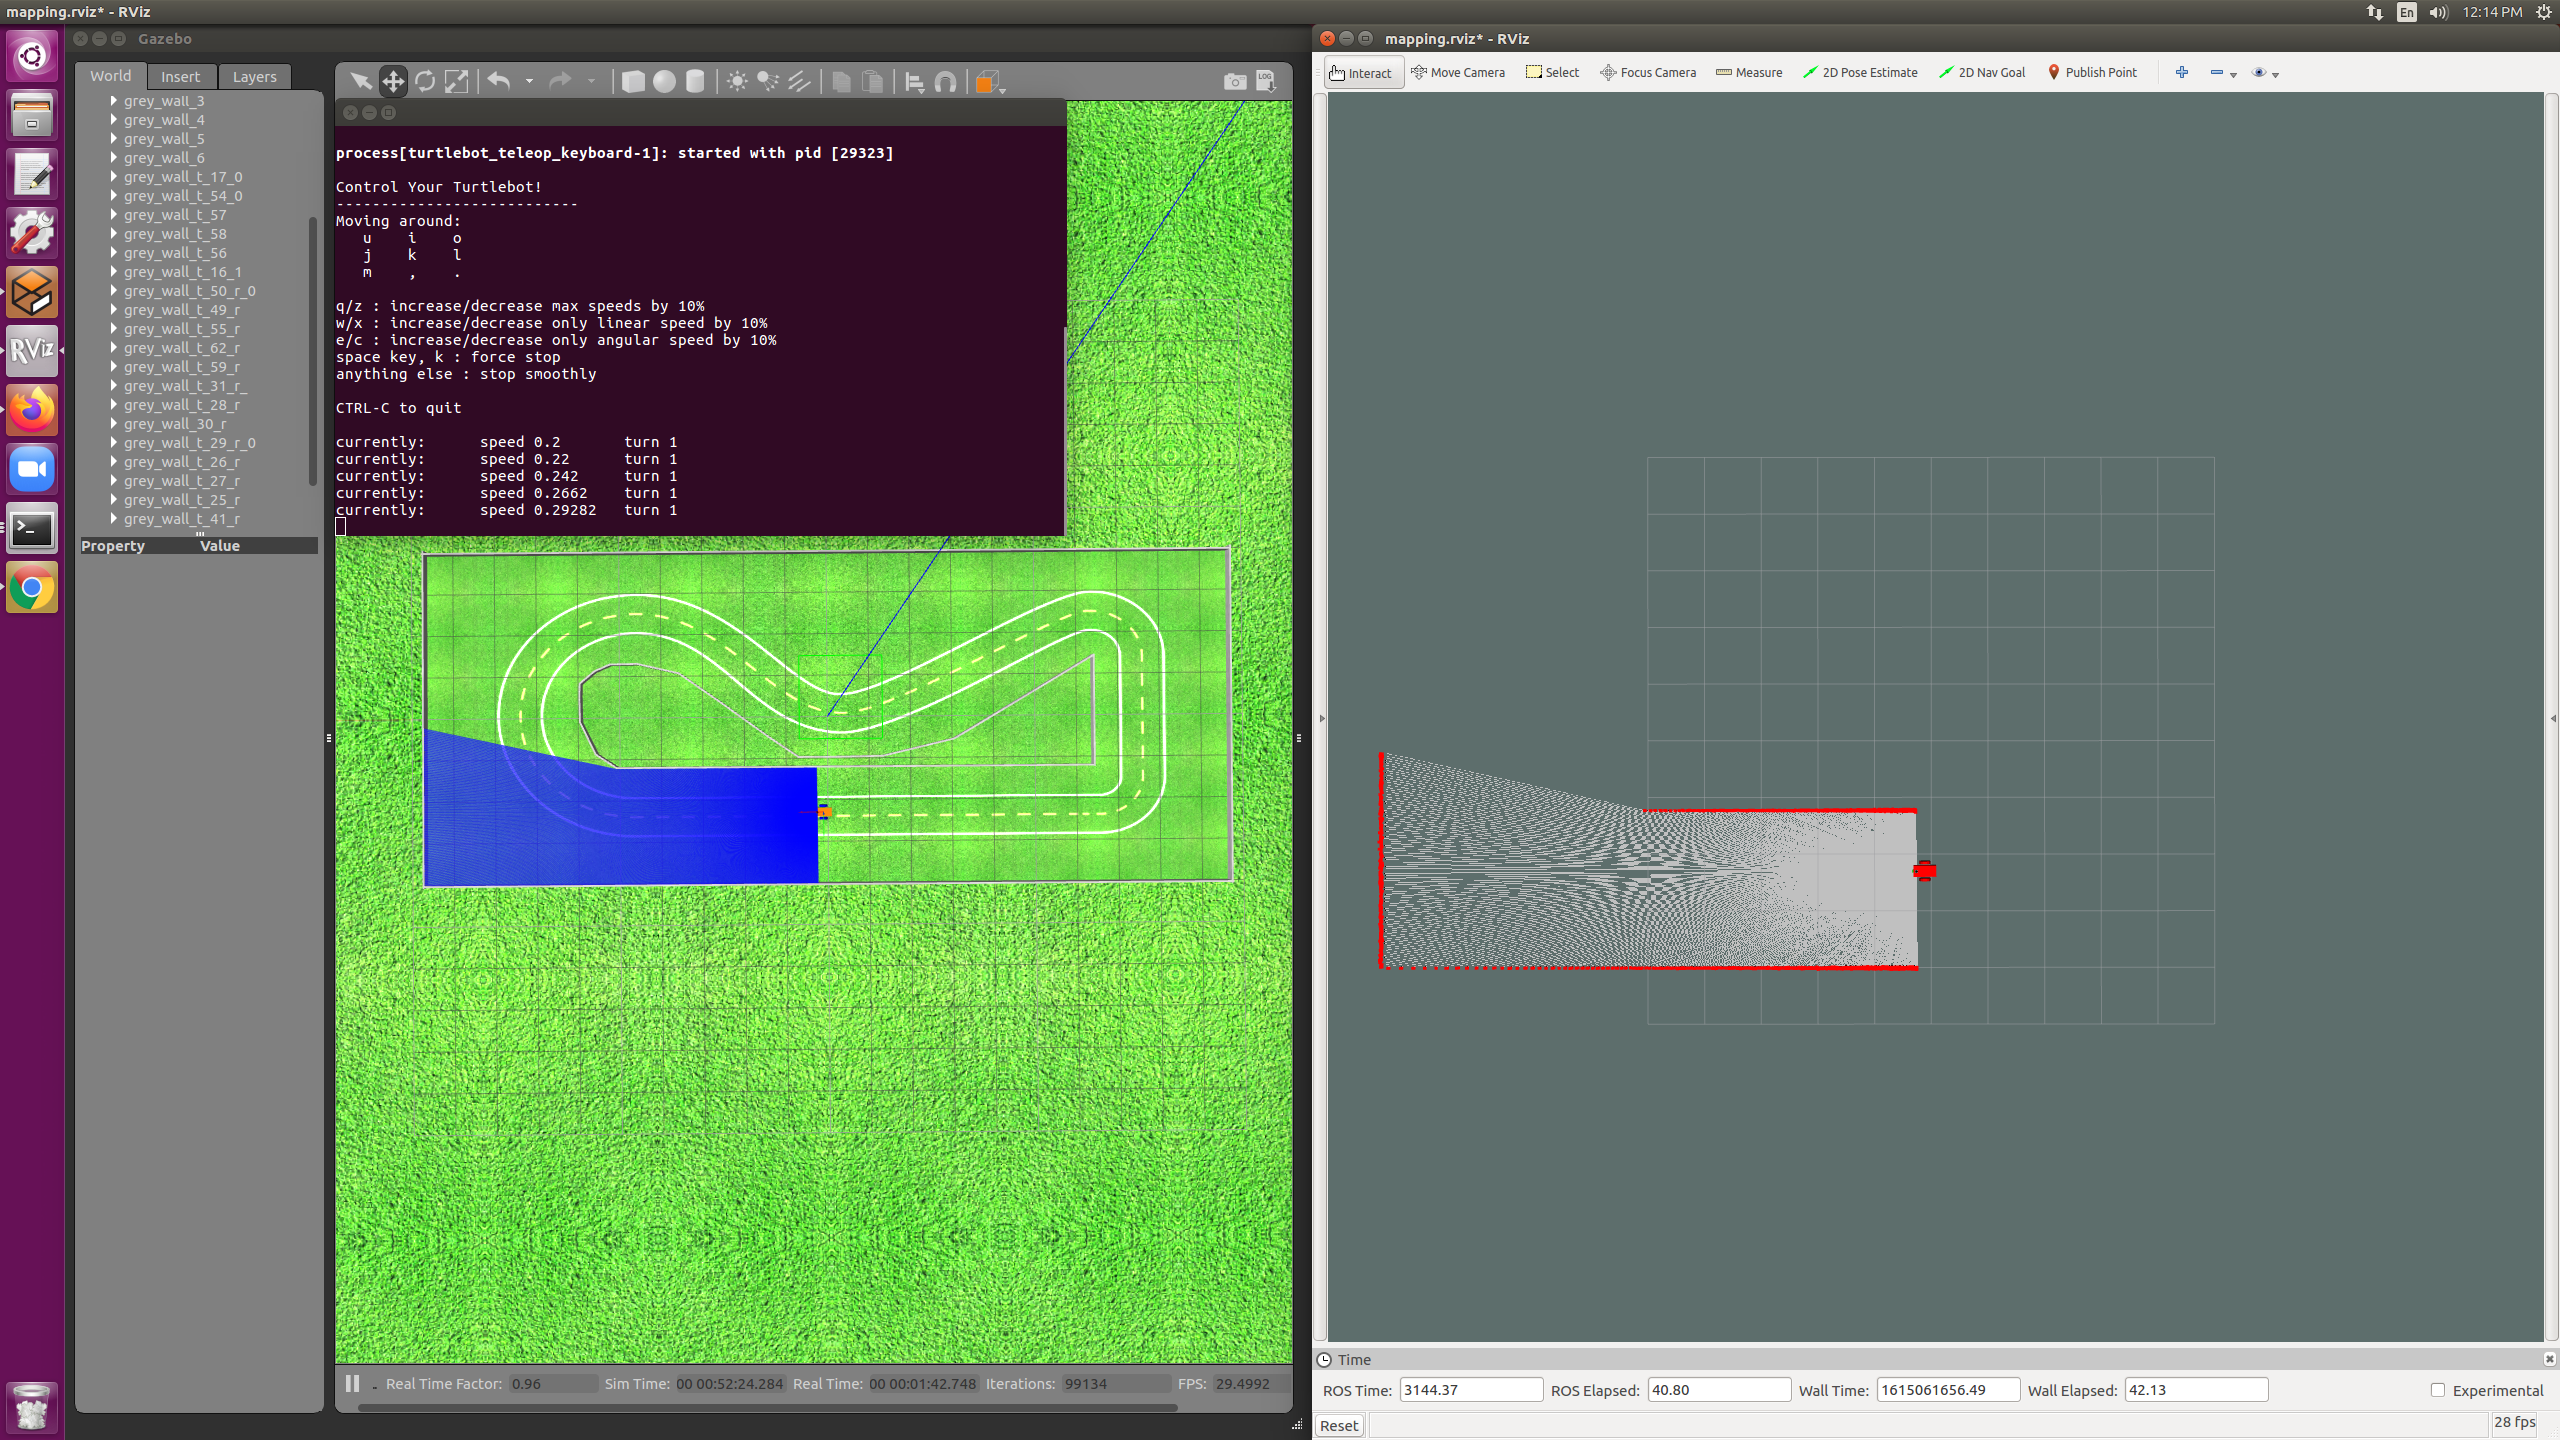 mapping.rviz* - RViz
En
12:14 PM
Gazebo
World Insert Layers
grey_wall_3
grey_wall_4
grey_wall_5
grey_wall_6
grey_wall_t_17_0
grey_wall_t_54_0
grey_wall_t_57
grey_wall_t_58
grey_wall_t_56
grey_wall_t_16_1
grey_wall_t_50_r_0
grey_wall_t_49_r
grey_wall_t_55_r
grey_wall_t_62_r
grey_wall_t_59_r
grey_wall_t_31_r_
grey_wall_t_28_r
grey_wall_30_r
grey_wall_t_29_r_0
grey_wall_t_26_r
grey_wall_t_27_r
grey_wall_t_25_r
grey_wall_t_41_r
Property Value
RViz
LOG
process[turtlebot_teleop_keyboard-1]: started with pid [29323]
Control Your Turtlebot!
---------------------------
Moving around:
u i o
j k l
m , .
q/z : increase/decrease max speeds by 10%
w/x : increase/decrease only linear speed by 10%
e/c : increase/decrease only angular speed by 10%
space key, k : force stop
anything else : stop smoothly
CTRL-C to quit
currently: speed 0.2 turn 1
currently: speed 0.22 turn 1
currently: speed 0.242 turn 1
currently: speed 0.2662 turn 1
currently: speed 0.29282 turn 1
Real Time Factor: 0.96 Sim Time: 00 00:52:24.284 Real Time: 00 00:01:42.748 Iterations: 99134 FPS: 29.4992
mapping.rviz* - RViz
Interact Move Camera Select Focus Camera Measure 2D Pose Estimate 2D Nav Goal Publish Point
Time
ROS Time: 3144.37 ROS Elapsed: 40.80 Wall Time: 1615061656.49 Wall Elapsed: 42.13 Experimental
Reset
28 fps